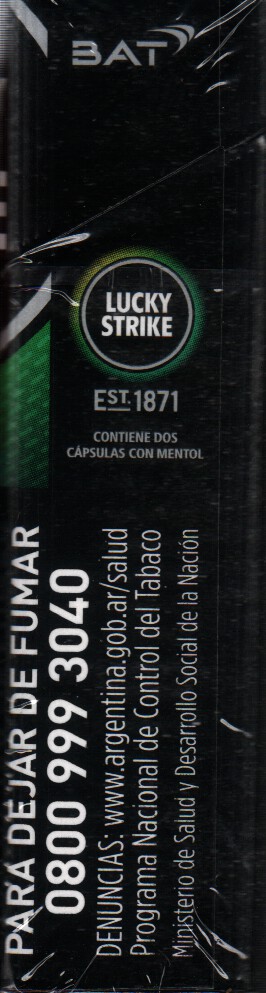 BAT
LUCKY
STRIKE
EST. 1871
CONTIENE DOS
CÁPSULAS CON MENTOL
PARA DEJAR DE FUMAR
0800 999 3040
DENUNCIAS: www.argentina.gob.ar/salud
Programa Nacional de Control del Tabaco
Ministerio de Salud y Desarrollo Social de la Nación